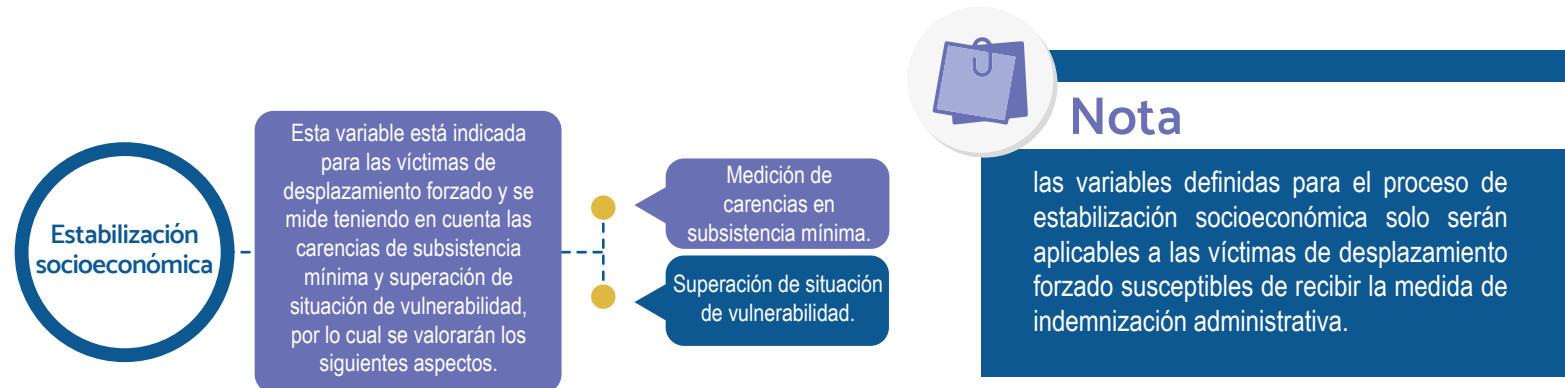 Estabilización
socioeconómica
Esta variable está indicada
para las víctimas de
desplazamiento forzado y se
mide teniendo en cuenta las
carencias de subsistencia
mínima y superación de
situación de vulnerabilidad,
por lo cual se valorarán los
siguientes aspectos.
Medición de
carencias en
subsistencia mínima.
Superación de situación
de vulnerabilidad.
Nota
las variables definidas para el proceso de
estabilización socioeconómica solo serán
aplicables a las víctimas de desplazamiento
forzado susceptibles de recibir la medida de
indemnización administrativa.